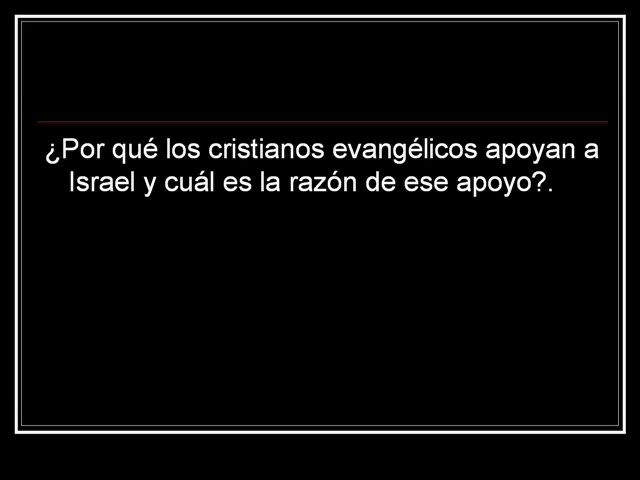 ¿Por qué los cristianos evangélicos apoyan a
Israel y cuál es la razón de ese apoyo?.